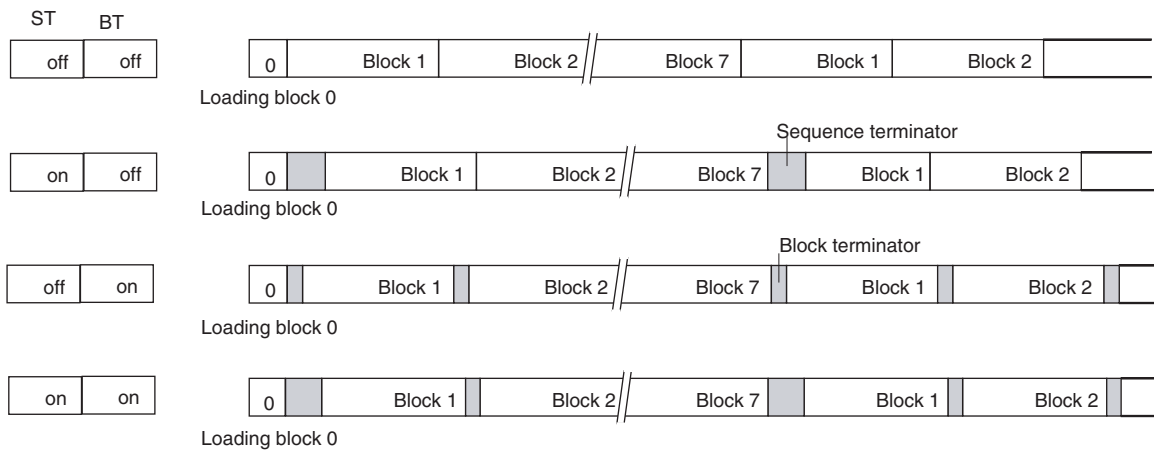 ST BT
off off 0 Block 1 Block 2 Block 7 Block 1 Block 2
Loading block 0
Sequence terminator
on off 0 Block 1 Block 2 Block 7 Block 1 Block 2
Loading block 0
Block terminator
off on 0 Block 1 Block 2 Block 7 Block 1 Block 2
Loading block 0
on on 0 Block 1 Block 2 Block 7 Block 1 Block 2
Loading block 0